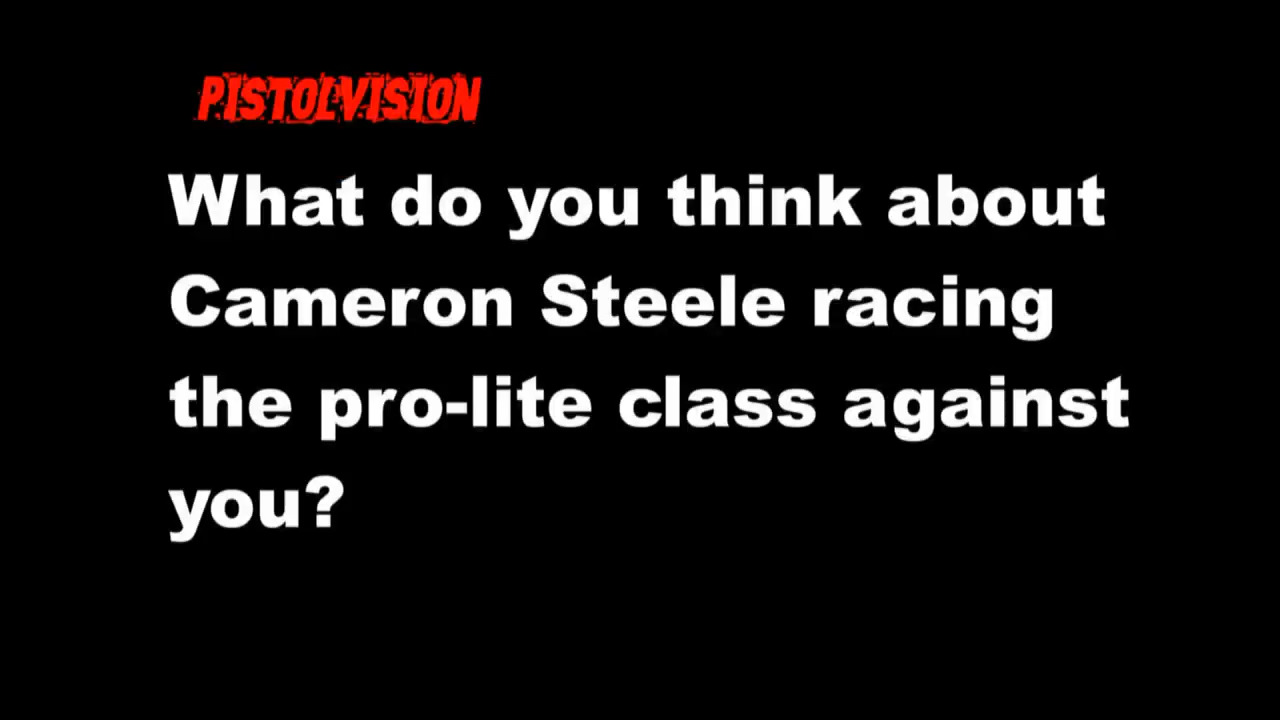 PISTOLVISION
What do you think about
Cameron Steele racing
the pro-lite class against
you?